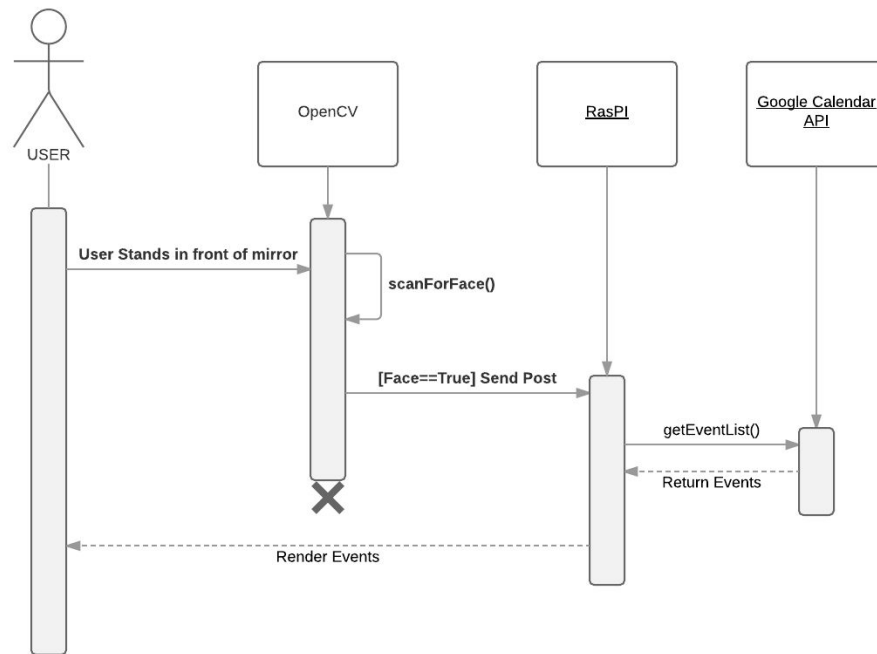 USER
OpenCV
RasPI
Google Calendar
API
User Stands in front of mirror
scanForFace()
[Face==True] Send Post
getEventList()
Return Events
Render Events